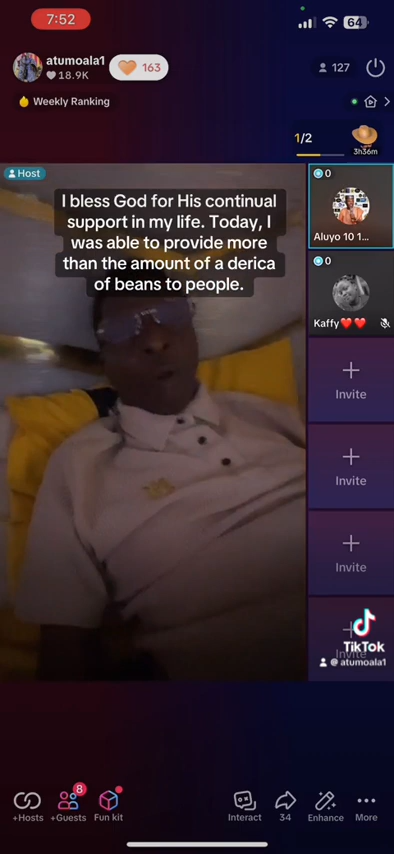 7:52
64
atumoala1
18.9K
163
127
Weekly Ranking
1/2
3h36m
Host
I bless God for His continual
support in my life. Today, I
was able to provide more
than the amount of a derica
of beans to people.
0
Aluyo 10 1...
0
Kaffy❤️❤️
Invite
Invite
Invite
Invite
TikTok
@atumoala1
+Hosts
8
+Guests
Fun kit
Interact
34
Enhance
More